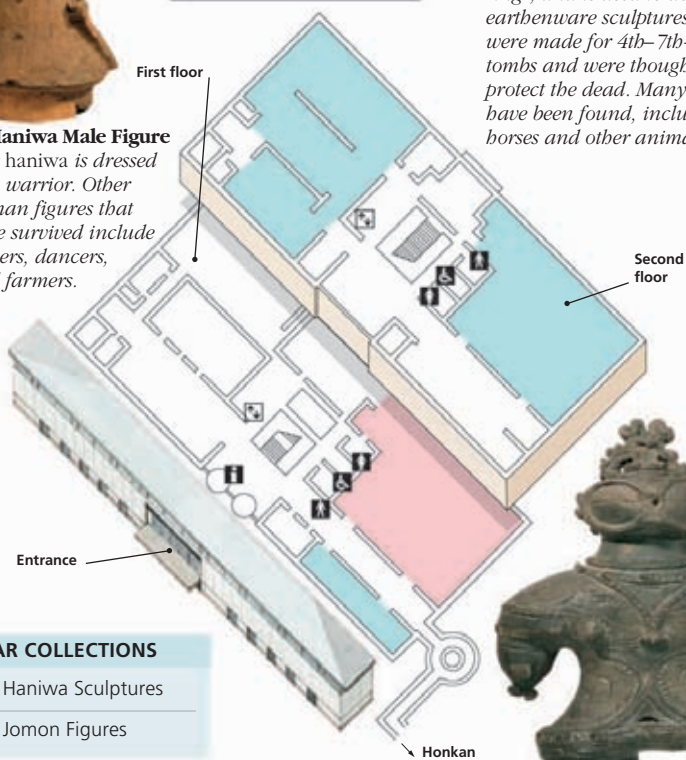 earthenware sculptures
were made for 4th–7th-
tombs and were though
protect the dead. Many
have been found, inclu
horses and other anima
First floor
Haniwa Male Figure
haniwa is dressed
warrior. Other
man figures that
e survived include
ers, dancers,
farmers.
Second
floor
Entrance
AR COLLECTIONS
Haniwa Sculptures
Jomon Figures
Honkan